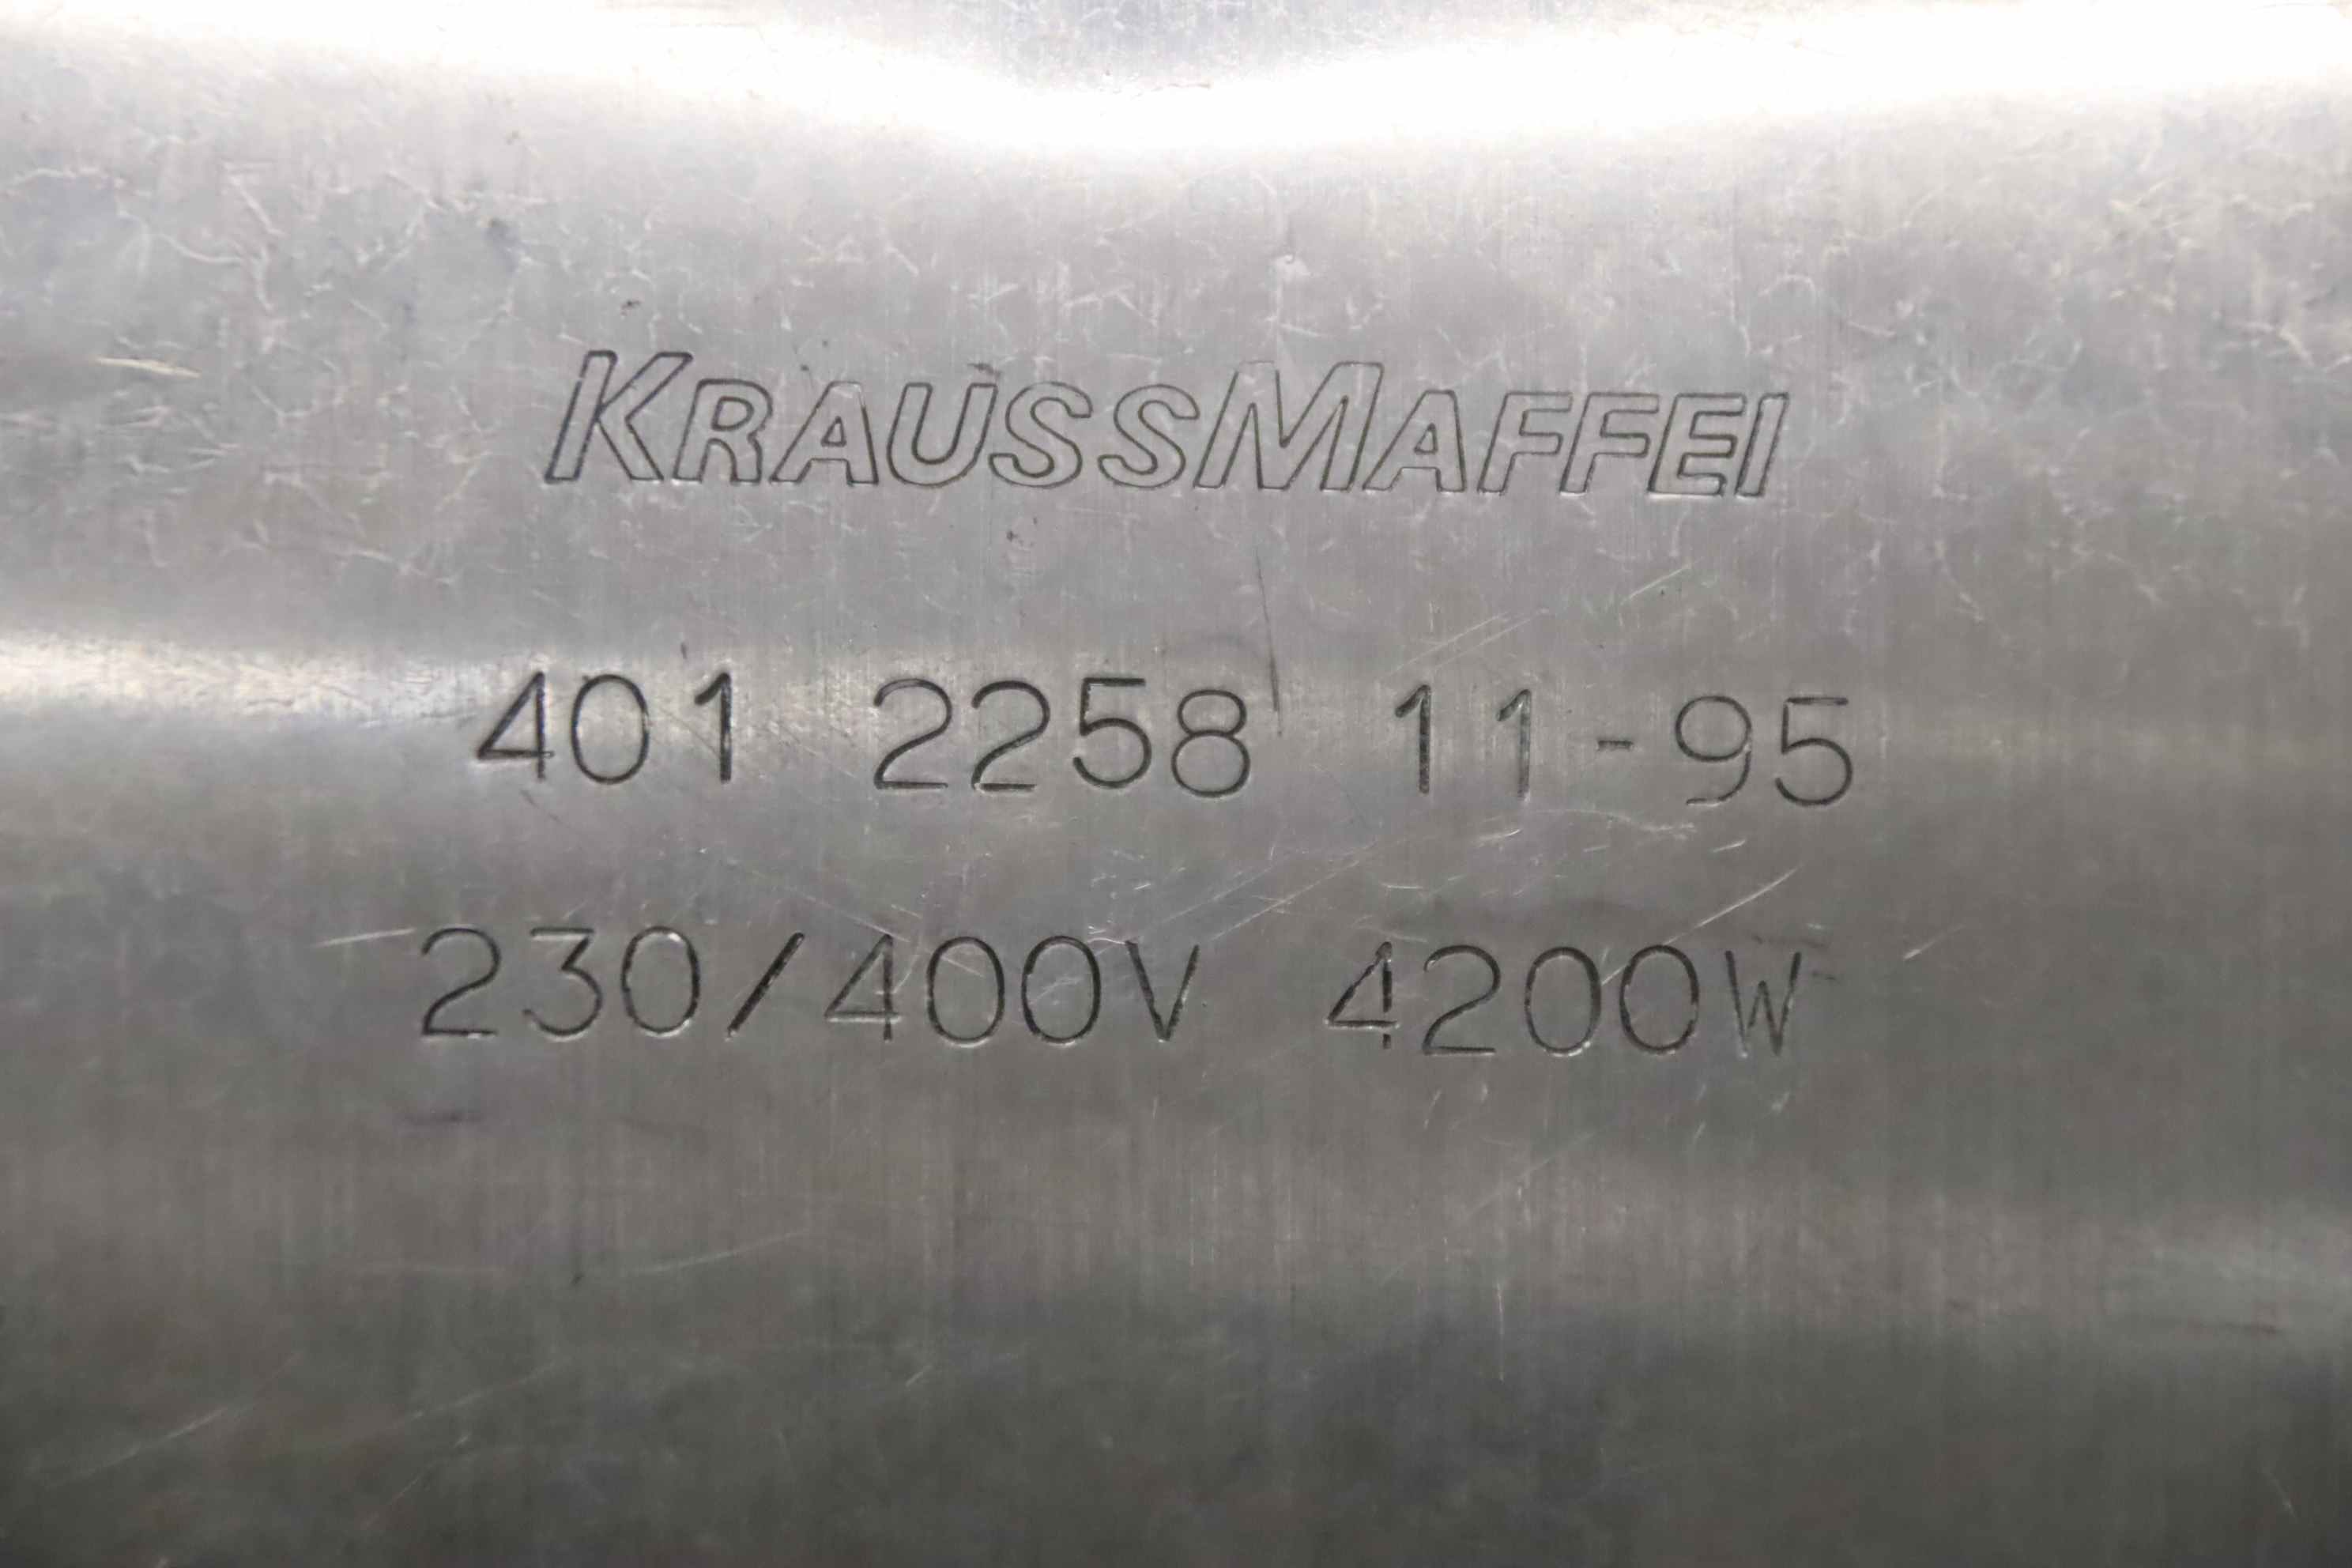 KRAUSSMAFFEI
401 2258 11-95
230/400V 4200W